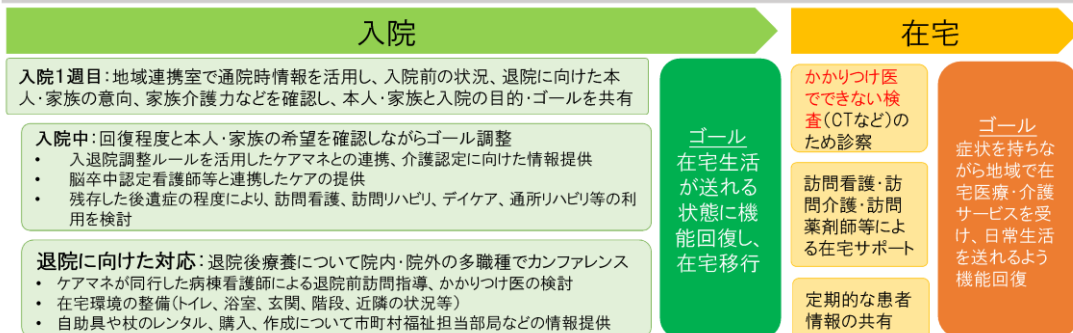 入院
在宅
入院1週目:地域連携室で通院時情報を活用し、入院前の状況、退院に向けた本
人・家族の意向、家族介護力などを確認し、本人・家族と入院の目的・ゴールを共有
入院中:回復程度と本人・家族の希望を確認しながらゴール調整
• 入退院調整ルールを活用したケアマネとの連携、介護認定に向けた情報提供
• 脳卒中認定看護師等と連携したケアの提供
• 残存した後遺症の程度により、訪問看護、訪問リハビリ、デイケア、通所リハビリ等の利
用を検討
退院に向けた対応:退院後療養について院内・院外の多職種でカンファレンス
• ケアマネが同行した病棟看護師による退院前訪問指導、かかりつけ医の検討
• 在宅環境の整備(トイレ、浴室、玄関、階段、近隣の状況等)
• 自助具や杖のレンタル、購入、作成について市町村福祉担当部局などの情報提供
ゴール
在宅生活
が送れる
状態に機
能回復し、
在宅移行
かかりつけ医
でできない検
査(CTなど)の
ため診察
訪問看護・訪
問介護・訪問
薬剤師等によ
る在宅サポート
定期的な患者
情報の共有
ゴール
症状を持ちな
がら地域で在
宅医療・介護
サービスを受
け、日常生活
を送れるよう
機能回復